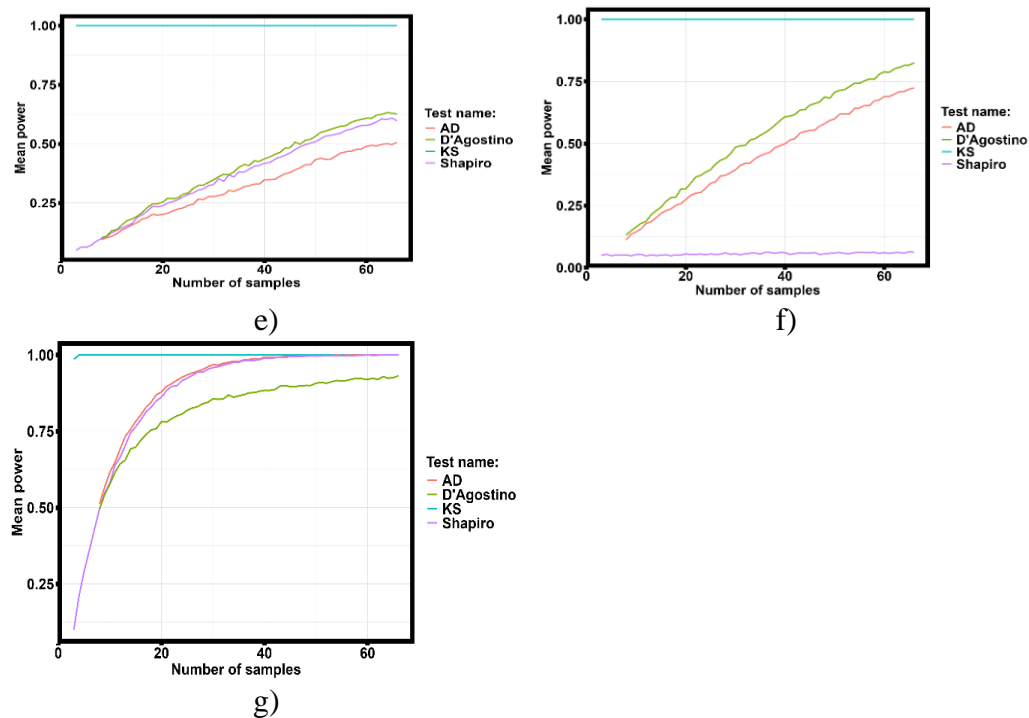 1.00
0.75
0.50
0.25
Mean power
0
20
40
60
Number of samples
Test name:
AD
D'Agostino
KS
Shapiro
e)
1.00
0.75
0.50
0.25
0.00
Mean power
0
20
40
60
Number of samples
Test name:
AD
D'Agostino
KS
Shapiro
f)
1.00
0.75
0.50
0.25
Mean power
0
20
40
60
Number of samples
Test name:
AD
D'Agostino
KS
Shapiro
g)